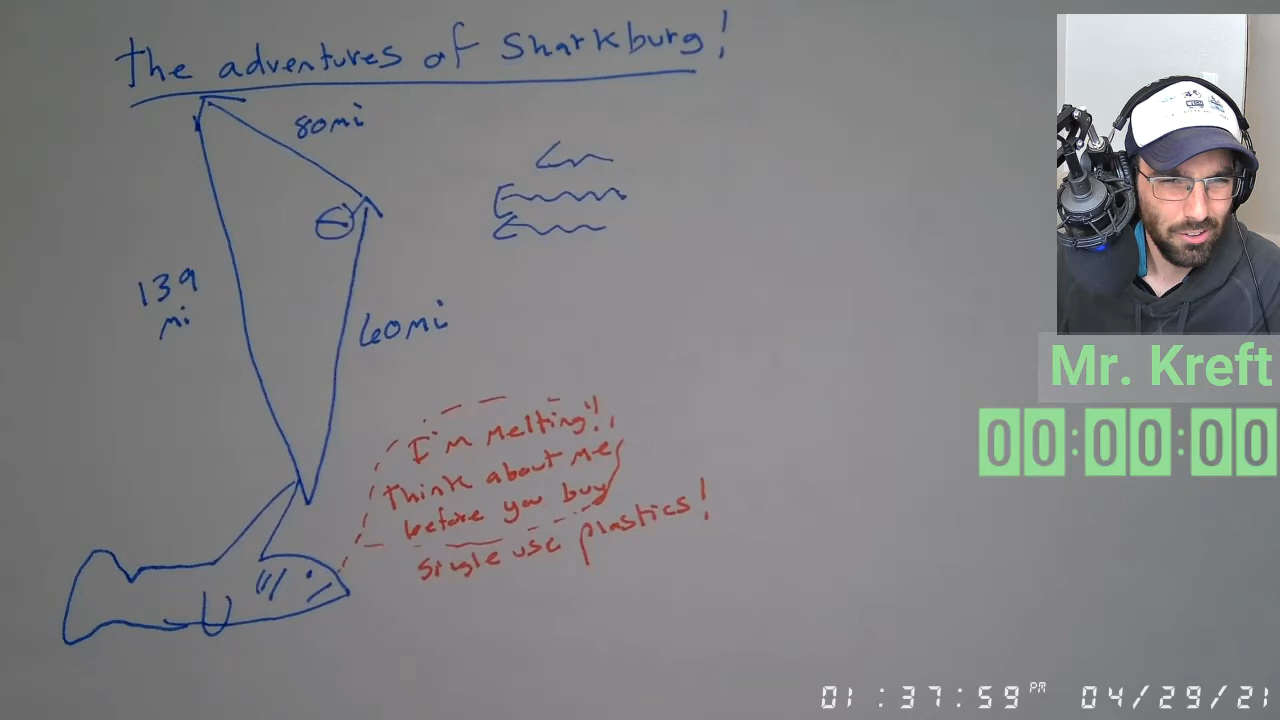 The adventures of Sharkburg!
80mi
139
mi
60mi
I'm melting!!
think about me
before you buy
single use plastics!
Mr. Kreft
00:00:00
01:37:59 PM 04/29/21